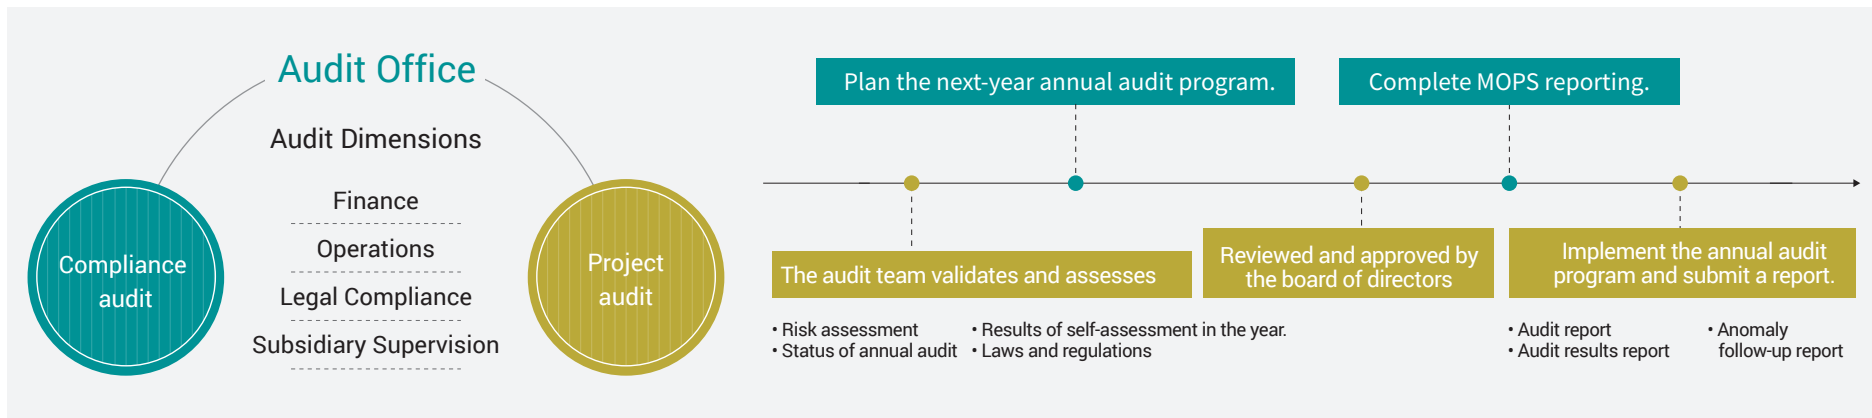 Audit Office
Audit Dimensions
Finance
Operations
Legal Compliance
Subsidiary Supervision
Compliance
audit
Project
audit
Plan the next-year annual audit program.
Complete MOPS reporting.
The audit team validates and assesses
• Risk assessment
• Status of annual audit
• Results of self-assessment in the year.
• Laws and regulations
Reviewed and approved by
the board of directors
Implement the annual audit
program and submit a report.
• Audit report
• Audit results report
• Anomaly
follow-up report